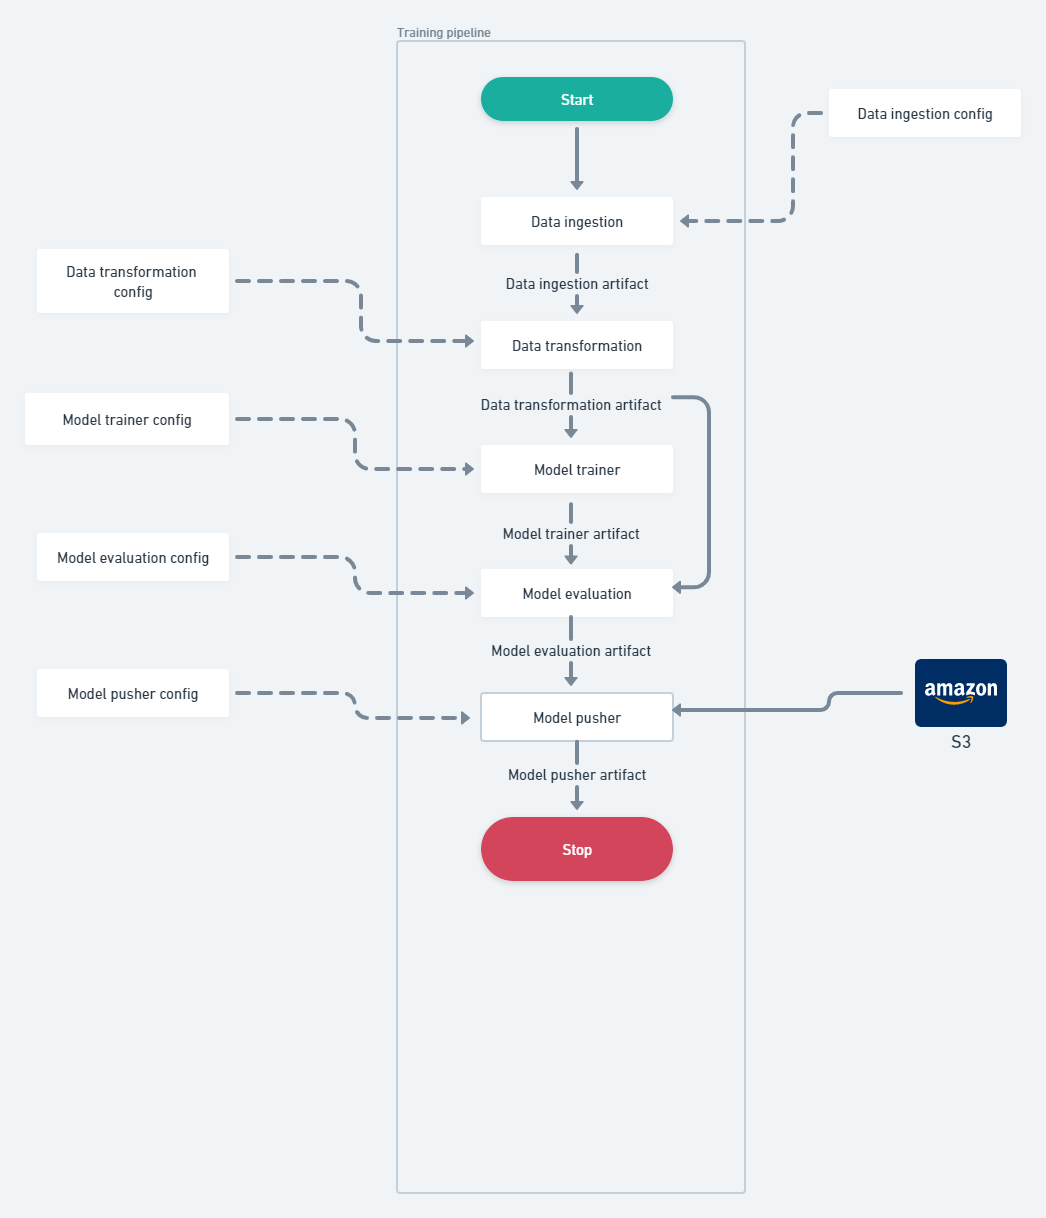 Training pipeline
Start
Data ingestion config
Data ingestion
Data transformation
config
Data ingestion artifact
Data transformation
Data transformation artifact
Model trainer config
Model trainer
Model trainer artifact
Model evaluation config
Model evaluation
Model evaluation artifact
Model pusher config
amazon
Model pusher
S3
Model pusher artifact
Stop